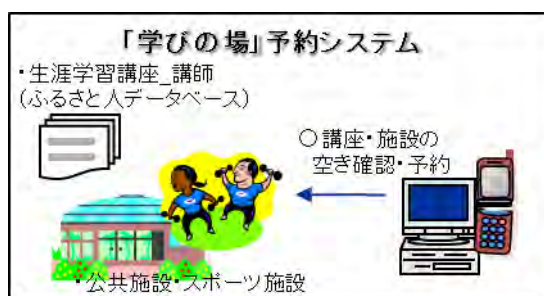 「学びの場」予約システム
・生涯学習講座_講師
(ふるさと人データベース)
○講座・施設の
空き確認・予約
・公共施設・スポーツ施設